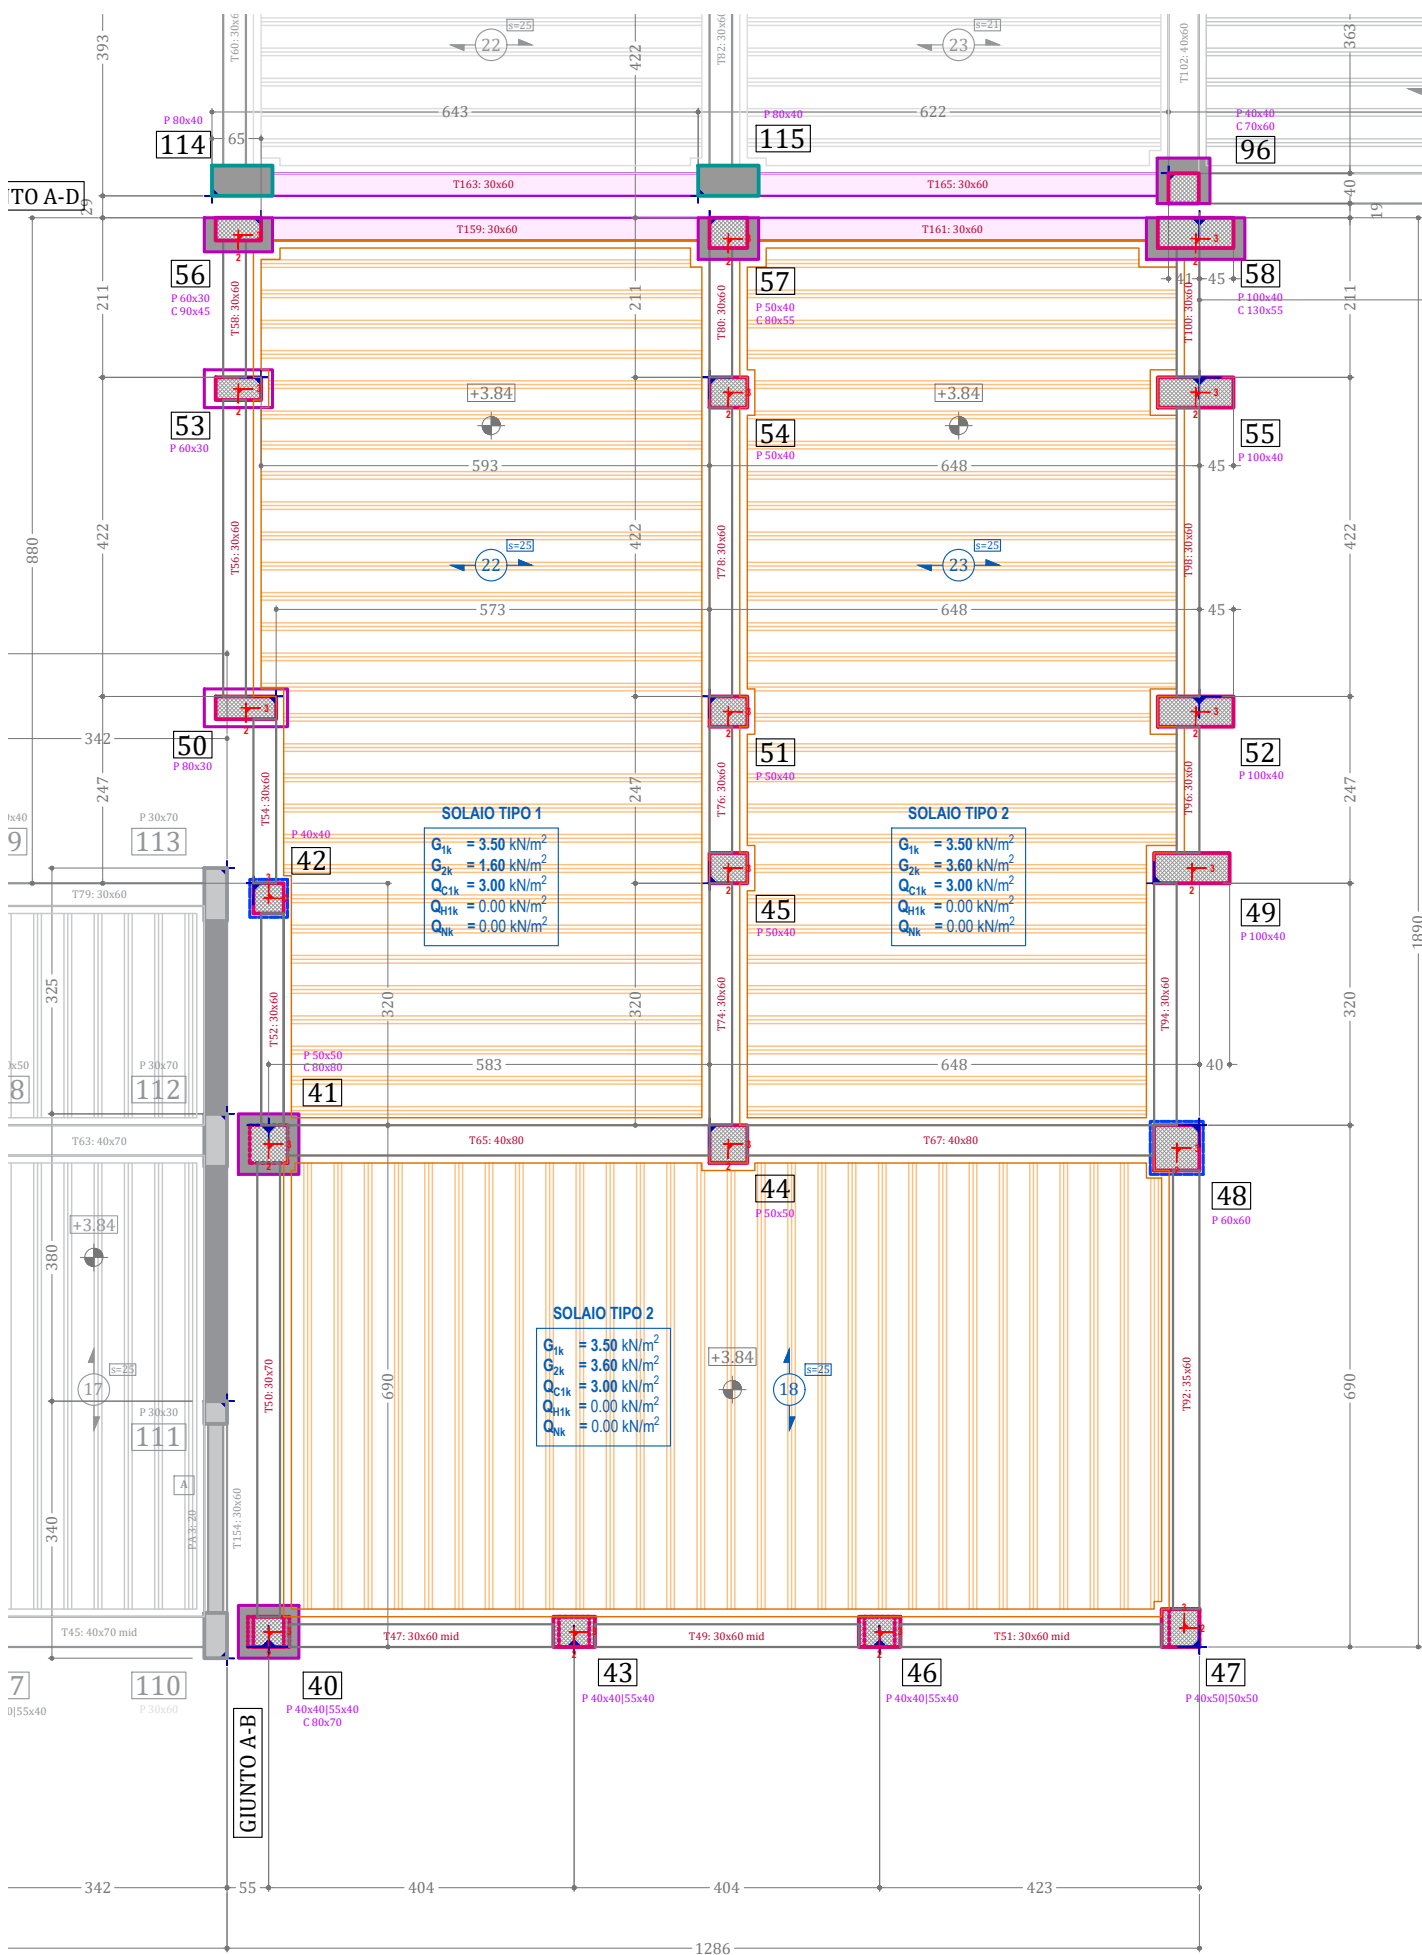 393
T60: 30x60
22
s=25
422
T82: 30x60
23
s=21
T102: 40x60
363
643
622
P 80x40
114
65
P 80x40
115
P 40x40
C 70x60
96
T163: 30x60
T165: 30x60
40
TO A-D
29
19
T159: 30x60
T161: 30x60
56
P 60x30
C 90x45
57
P 50x40
C 80x55
41
45
58
P 100x40
C 130x55
211
T58: 30x60
211
T80: 30x60
T100: 30x60
211
+3.84
+3.84
53
P 60x30
54
P 50x40
55
P 100x40
593
648
45
880
422
T56: 30x60
422
T78: 30x60
T98: 30x60
422
22
s=25
23
s=25
573
648
45
342
50
P 80x30
51
P 50x40
52
P 100x40
247
T54: 30x60
247
T76: 30x60
T96: 30x60
247
SOLAIO TIPO 1
G1k = 3.50 kN/m²
G2k = 1.60 kN/m²
QC1k = 3.00 kN/m²
QH1k = 0.00 kN/m²
QNk = 0.00 kN/m²
SOLAIO TIPO 2
G1k = 3.50 kN/m²
G2k = 3.60 kN/m²
QC1k = 3.00 kN/m²
QH1k = 0.00 kN/m²
QNk = 0.00 kN/m²
x40
9
P 30x70
113
P 40x40
42
T79: 30x60
45
P 50x40
49
P 100x40
1890
325
T52: 30x60
320
320
T74: 30x60
T94: 30x60
320
x50
8
P 30x70
112
P 50x50
C 80x80
41
583
648
40
T63: 40x70
T65: 40x80
T67: 40x80
44
P 50x50
48
P 60x60
+3.84
380
17
s=25
T50: 30x70
690
SOLAIO TIPO 2
G1k = 3.50 kN/m²
G2k = 3.60 kN/m²
QC1k = 3.00 kN/m²
QH1k = 0.00 kN/m²
QNk = 0.00 kN/m²
+3.84
18
s=25
T92: 35x60
690
P 30x30
111
A
340
PA3: 20
T154: 30x60
T45: 40x70 mid
T47: 30x60 mid
T49: 30x60 mid
T51: 30x60 mid
7
0|55x40
110
P 30x60
40
P 40x40|55x40
C 80x70
43
P 40x40|55x40
46
P 40x40|55x40
47
P 40x50|50x50
GIUNTO A-B
342
55
404
404
423
1286